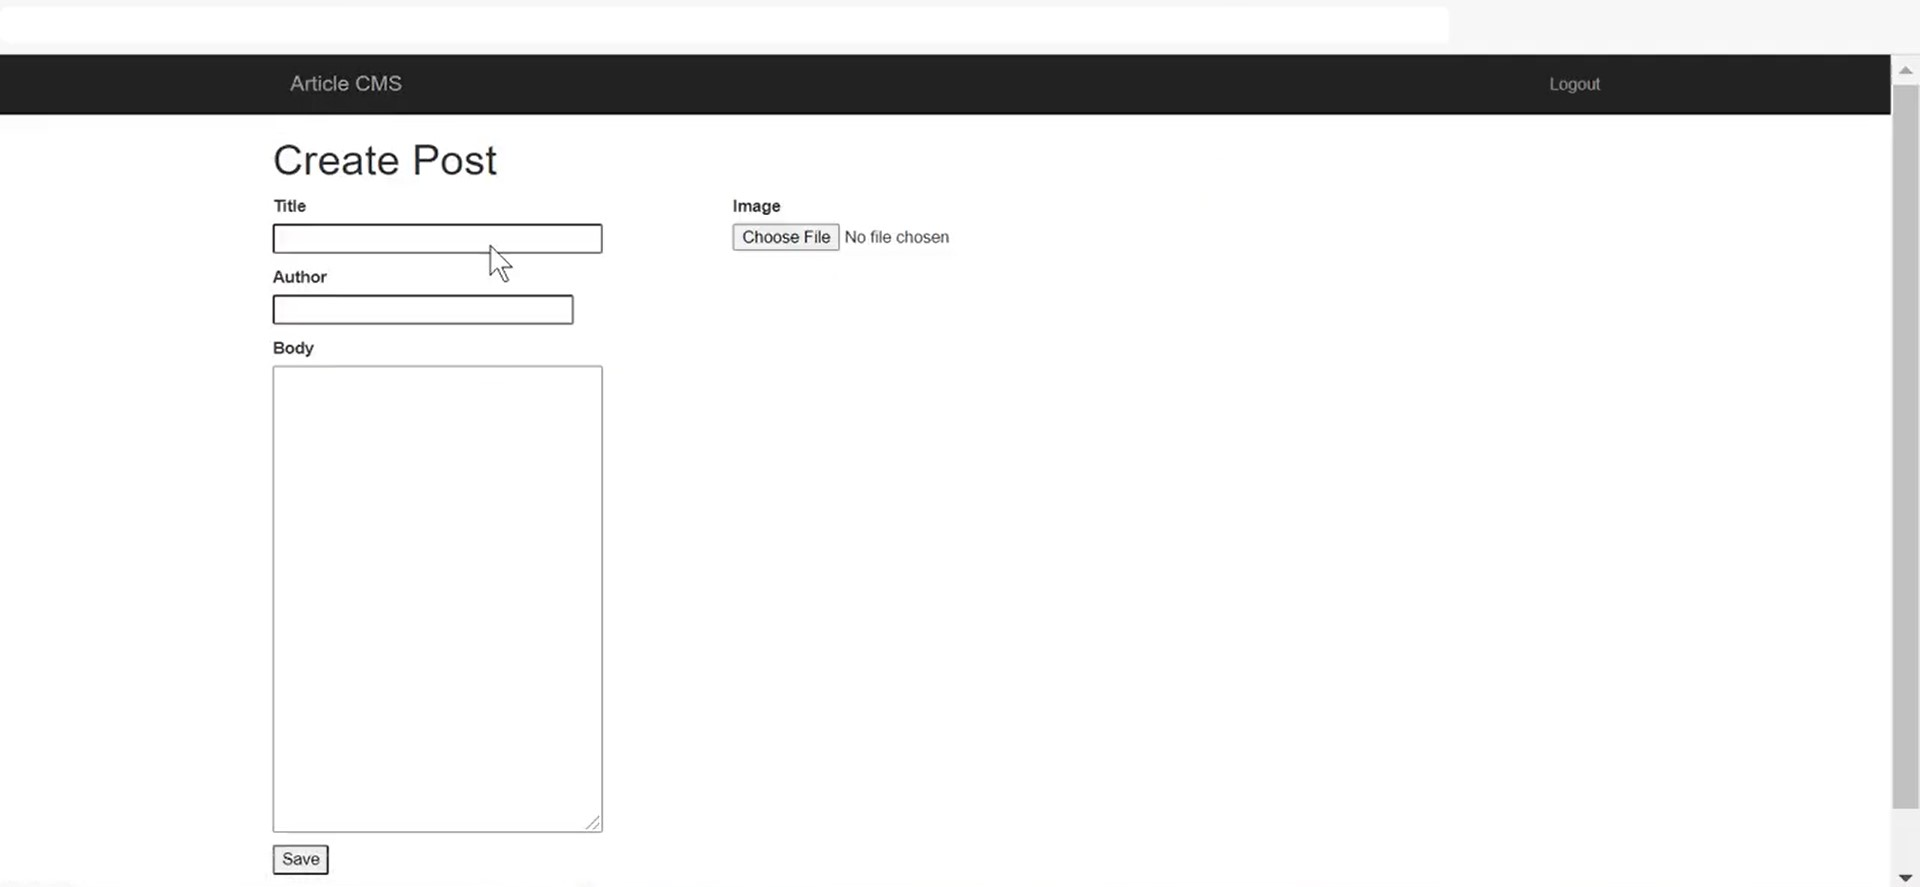 Article CMS
Logout
Create Post
Title
Image
Choose File No file chosen
Author
Body
Save